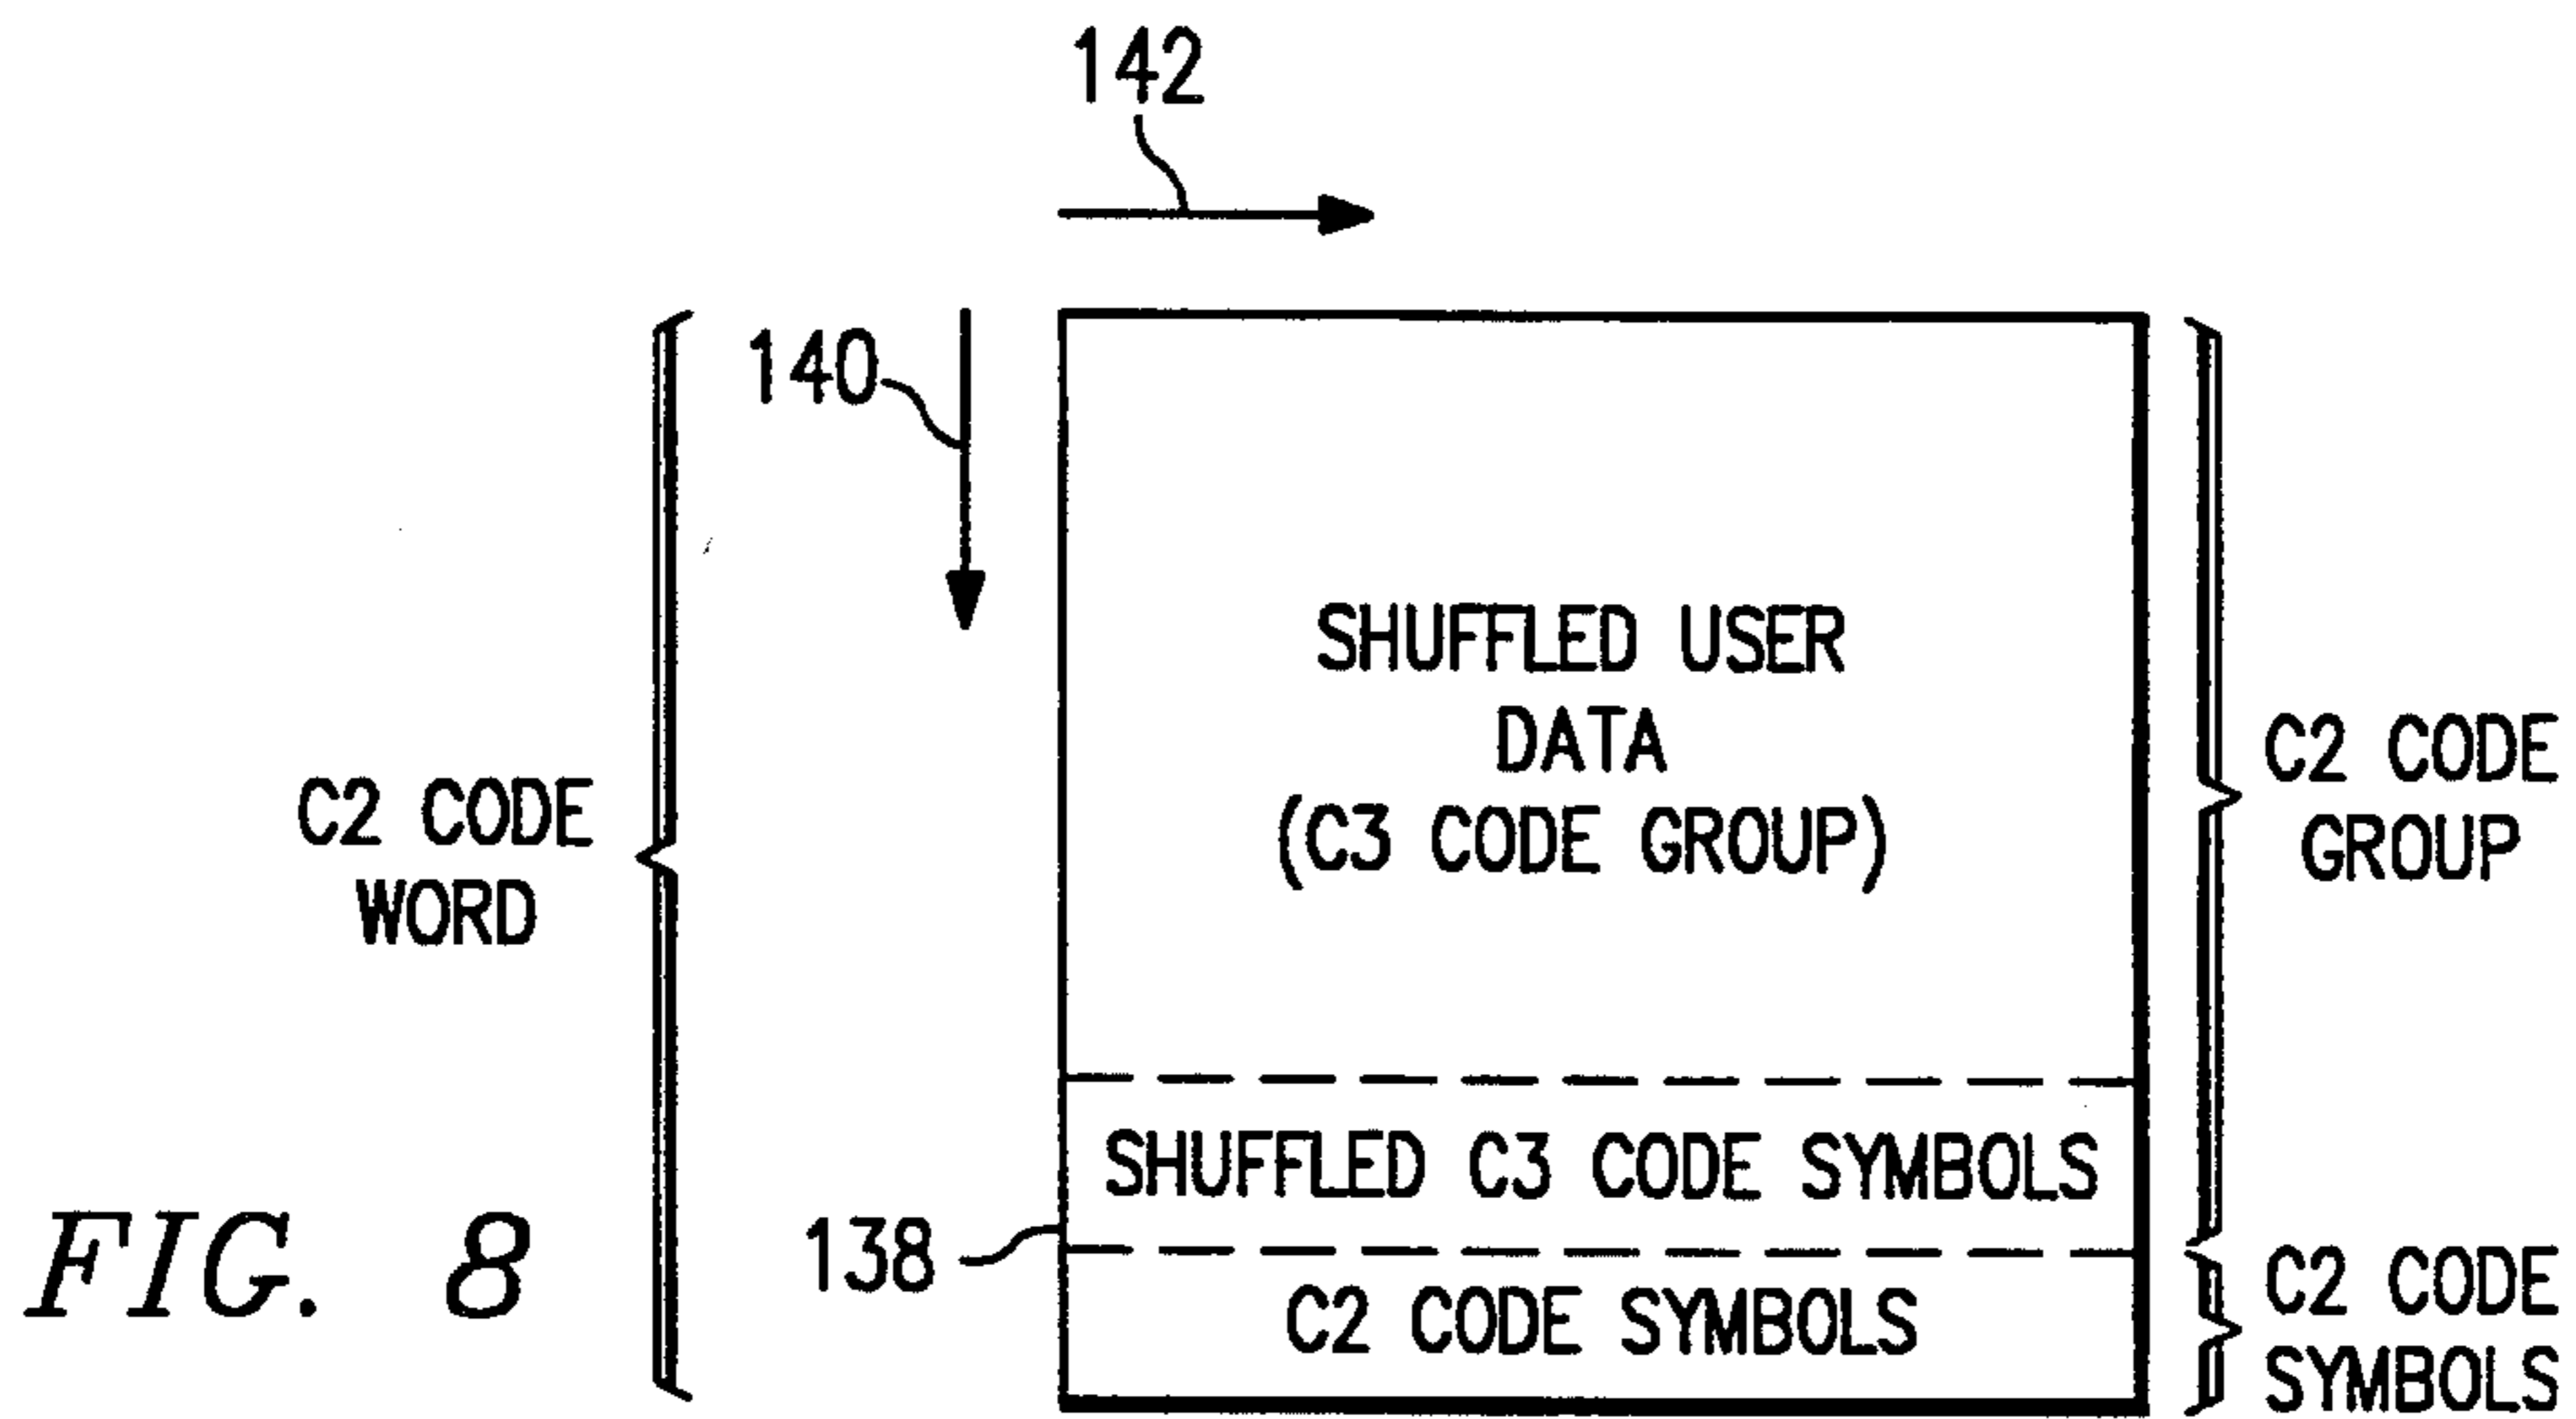 142
140
C2 CODE
WORD
SHUFFLED USER
DATA
(C3 CODE GROUP)
C2 CODE
GROUP
SHUFFLED C3 CODE SYMBOLS
138
C2 CODE SYMBOLS
C2 CODE
SYMBOLS
FIG. 8